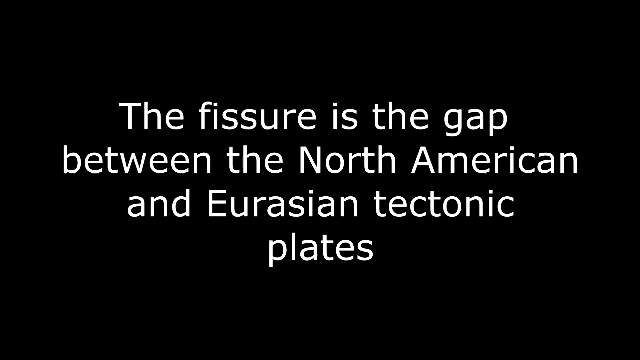 The fissure is the gap
between the North American
and Eurasian tectonic
plates